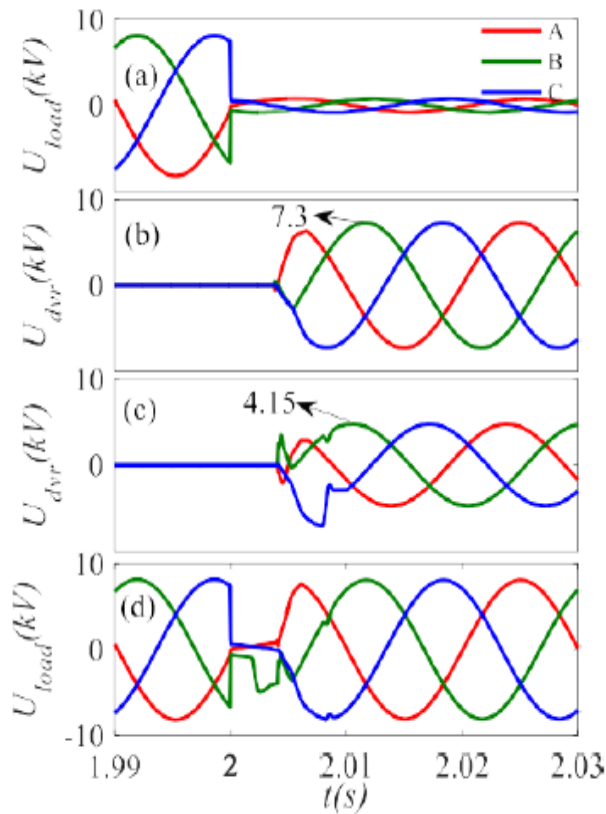 10
U_load(kV)
(a)
0
A
B
C
10
U_dvr(kV)
(b)
7.3
0
10
U_dvr(kV)
(c)
4.15
0
10
U_load(kV)
(d)
0
-10
1.99 2 2.01 2.02 2.03
t(s)